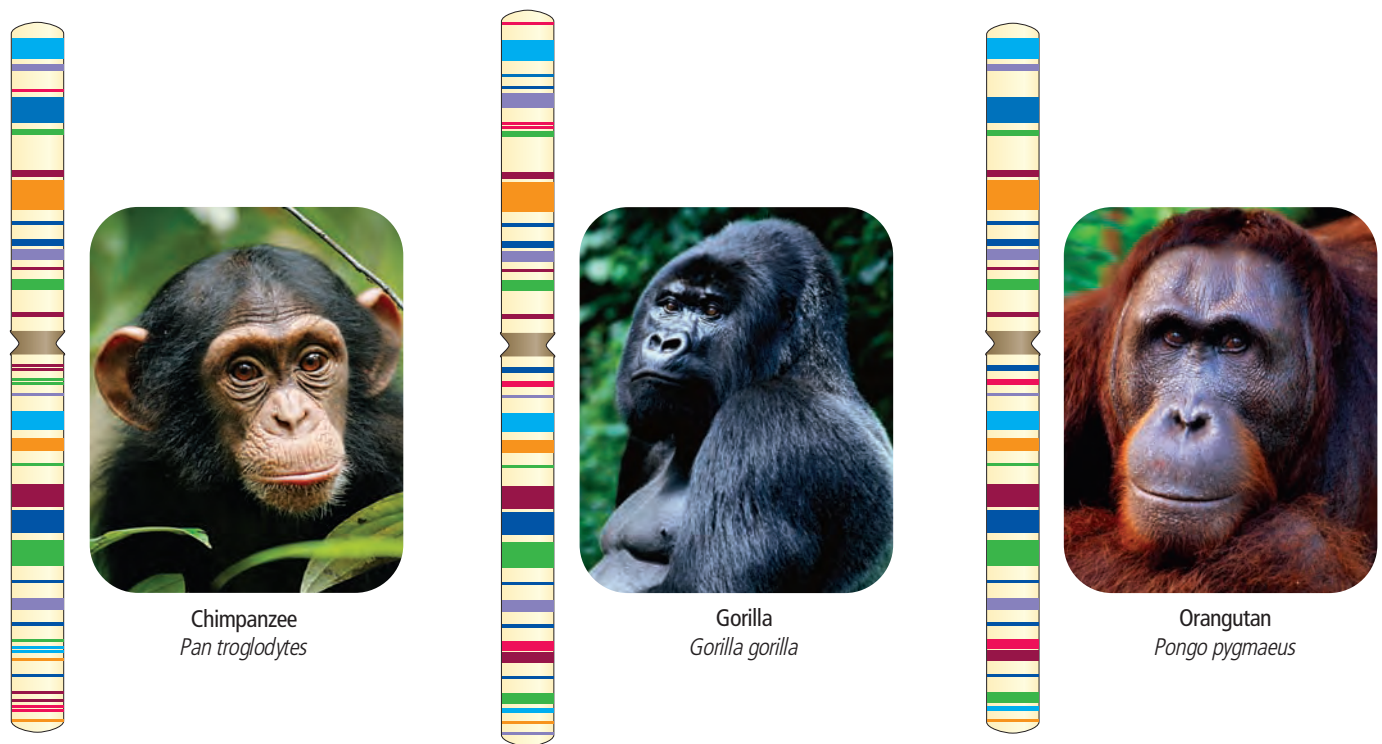 Chimpanzee
Pan troglodytes
Gorilla
Gorilla gorilla
Orangutan
Pongo pygmaeus